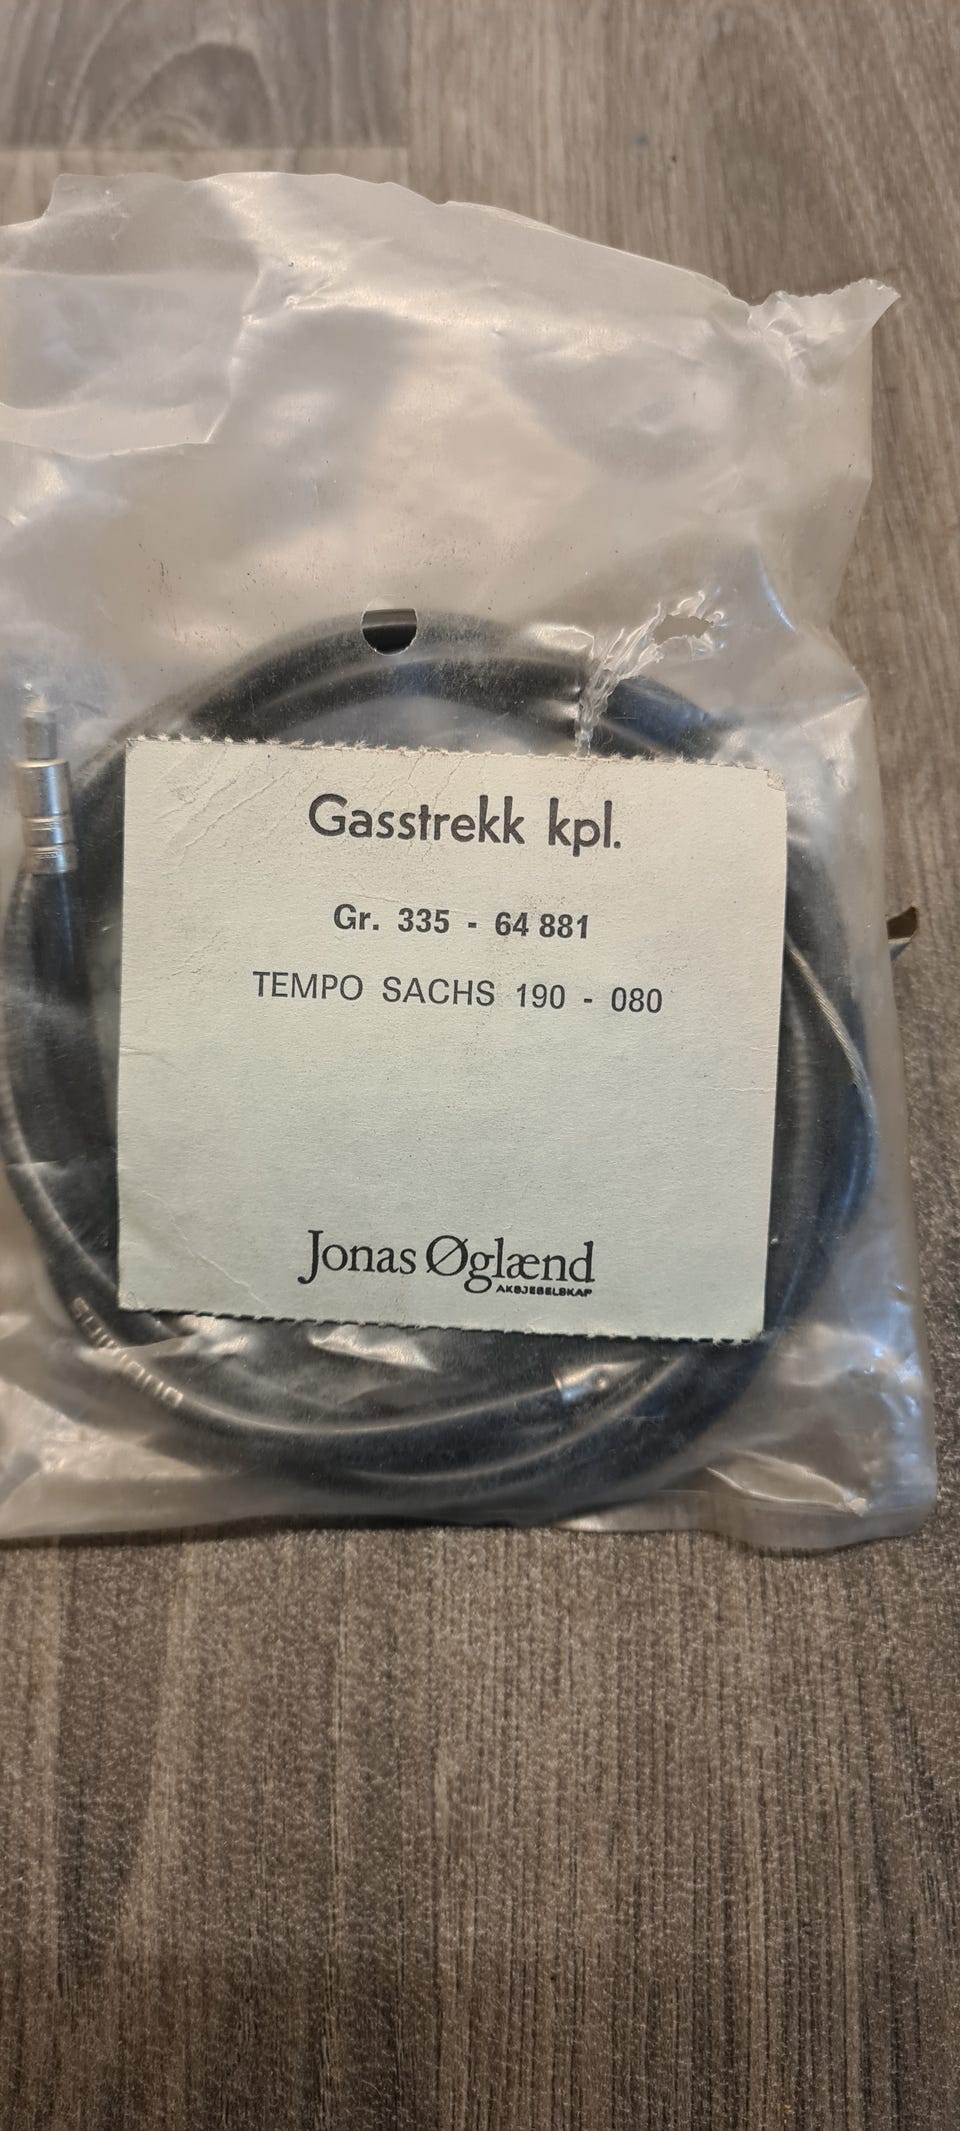 Gasstrekk kpl.
Gr. 335 - 64 881
TEMPO SACHS 190 - 080
Jonas Øglænd
AKSJESELSKAP